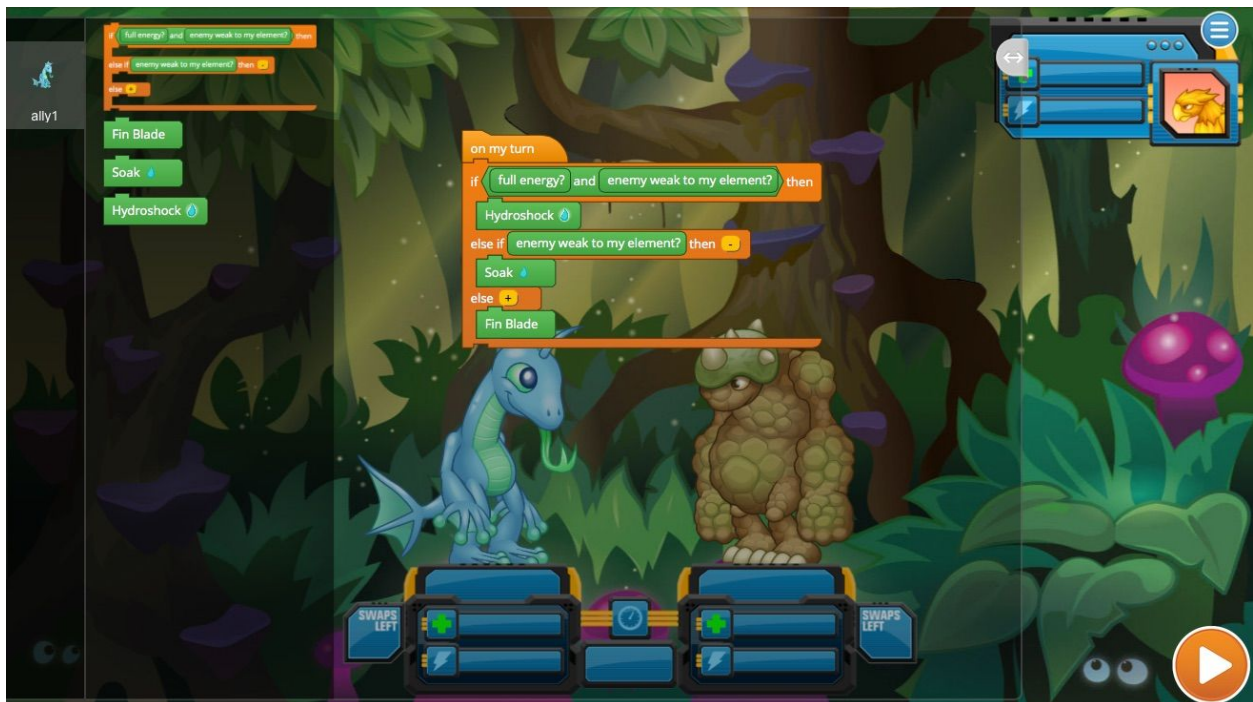 if full energy? and enemy weak to my element? then
else if enemy weak to my element? then -
else +
ally1
Fin Blade
Soak
Hydroshock
on my turn
if full energy? and enemy weak to my element? then
Hydroshock
else if enemy weak to my element? then -
Soak
else +
Fin Blade
SWAPS
LEFT
SWAPS
LEFT